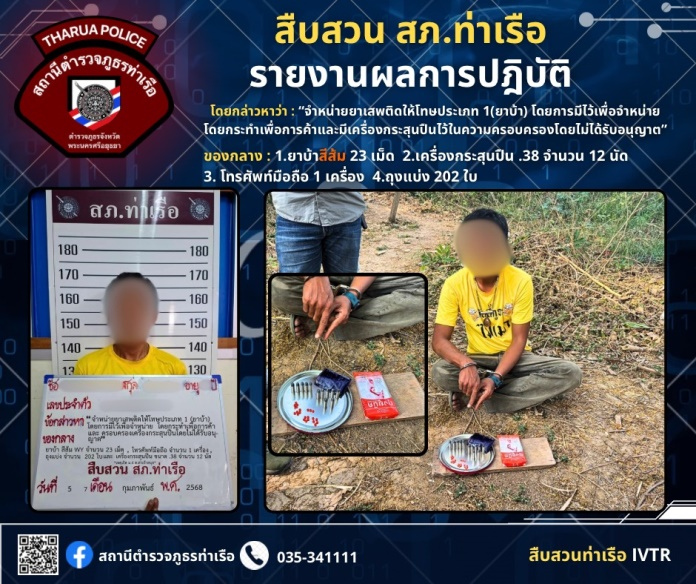 THARUA POLICE
สถานีตำรวจภูธรท่าเรือ
ตำรวจภูธรจังหวัด
พระนครศรีอยุธยา
สืบสวน สภ.ท่าเรือ
รายงานผลการปฎิบัติ
โดยกล่าวหาว่า : “จำหน่ายยาเสพติดให้โทษประเภท 1(ยาบ้า) โดยการมีไว้เพื่อจำหน่าย
โดยกระทำเพื่อการค้าและมีเครื่องกระสุนปืนไว้ในความครอบครองโดยไม่ได้รับอนุญาต”
ของกลาง : 1.ยาบ้าสีส้ม 23 เม็ด 2.เครื่องกระสุนปืน .38 จำนวน 12 นัด
3. โทรศัพท์มือถือ 1 เครื่อง 4.ถุงแบ่ง 202 ใบ
สภ.ท่าเรือ
180 180
170 170
160 160
150 150
140 140
ชื่อ สกุล อายุ ปี
เลขประจำตัว
ข้อกล่าวหา "จำหน่ายยาเสพติดให้โทษประเภท 1 (ยาบ้า)
โดยการมีไว้เพื่อจำหน่าย โดยกระทำเพื่อการค้า
และ ครอบครองเครื่องกระสุนปืนโดยไม่ได้รับอนุ-
ญาต"
ของกลาง
ยาบ้า สีส้ม WY จำนวน 23 เม็ด , โทรศัพท์มือถือ จำนวน 1 เครื่อง ,
ถุงแบ่ง จำนวน 202 ใบและ เครื่องกระสุนปืน ขนาด .38 จำนวน 12 นัด
สืบสวน สภ.ท่าเรือ
วันที่ 5 7 เดือน กุมภาพันธ์ พ.ศ. 2568
สถานีตำรวจภูธรท่าเรือ
035-341111
สืบสวนท่าเรือ IVTR